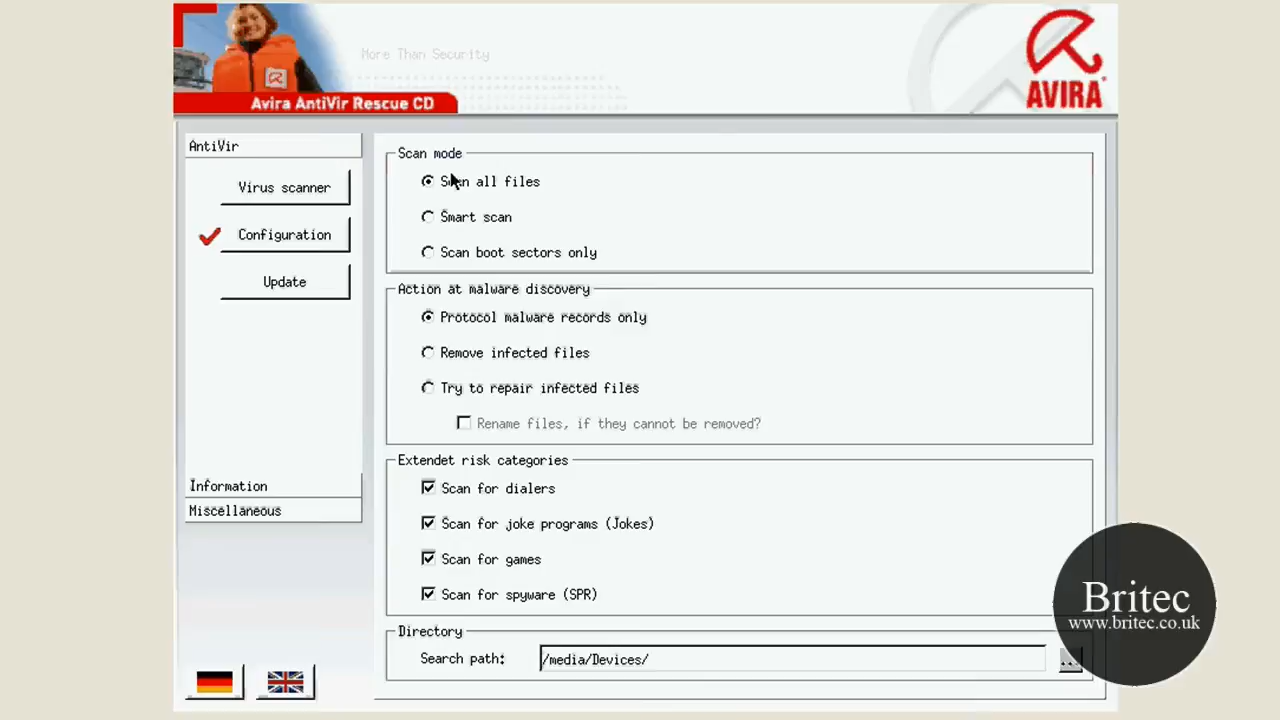 More Than Security
AVIRA
Avira AntiVir Rescue CD
AntiVir
Virus scanner
Configuration
Update
Information
Miscellaneous
Scan mode
Scan all files
Smart scan
Scan boot sectors only
Action at malware discovery
Protocol malware records only
Remove infected files
Try to repair infected files
Rename files, if they cannot be removed?
Extendet risk categories
Scan for dialers
Scan for joke programs (Jokes)
Scan for games
Scan for spyware (SPR)
Directory
Search path: /media/Devices/ ...
Britec
www.britec.co.uk